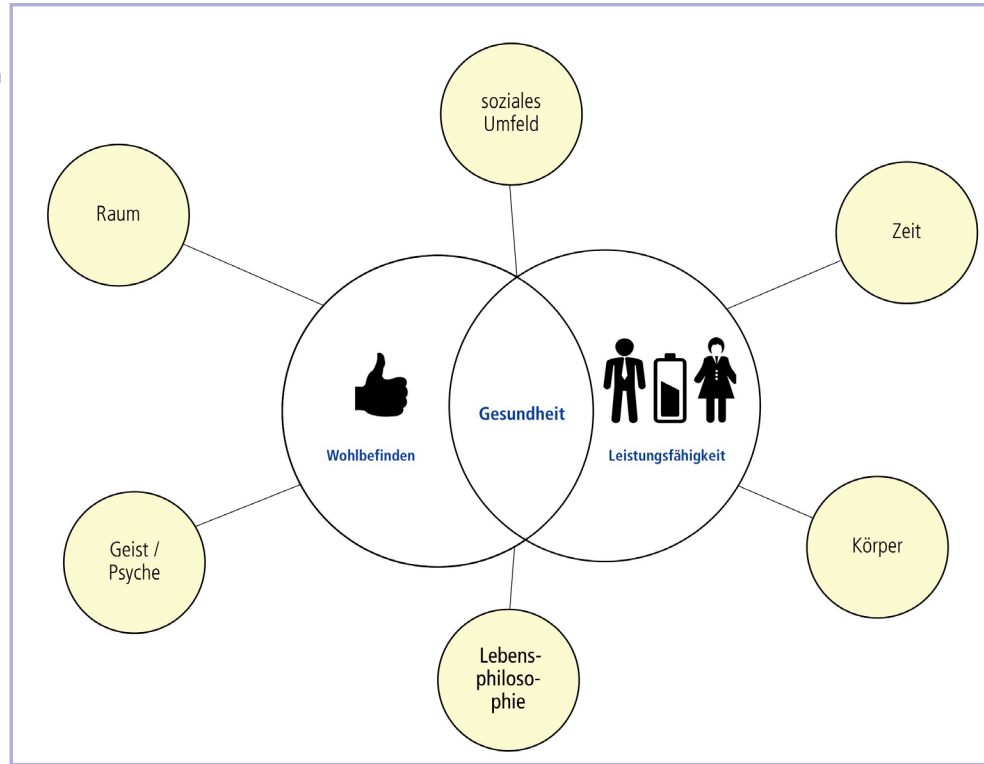 soziales
Umfeld
Raum
Zeit
Gesundheit
Wohlbefinden
Leistungsfähigkeit
Geist /
Psyche
Körper
Lebens-
philoso-
phie